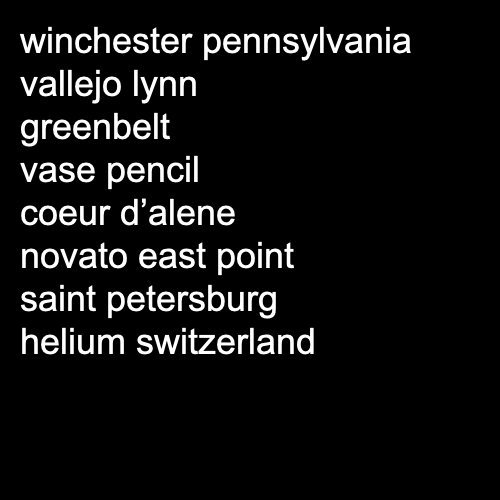 winchester pennsylvania
vallejo lynn
greenbelt
vase pencil
coeur d’alene
novato east point
saint petersburg
helium switzerland